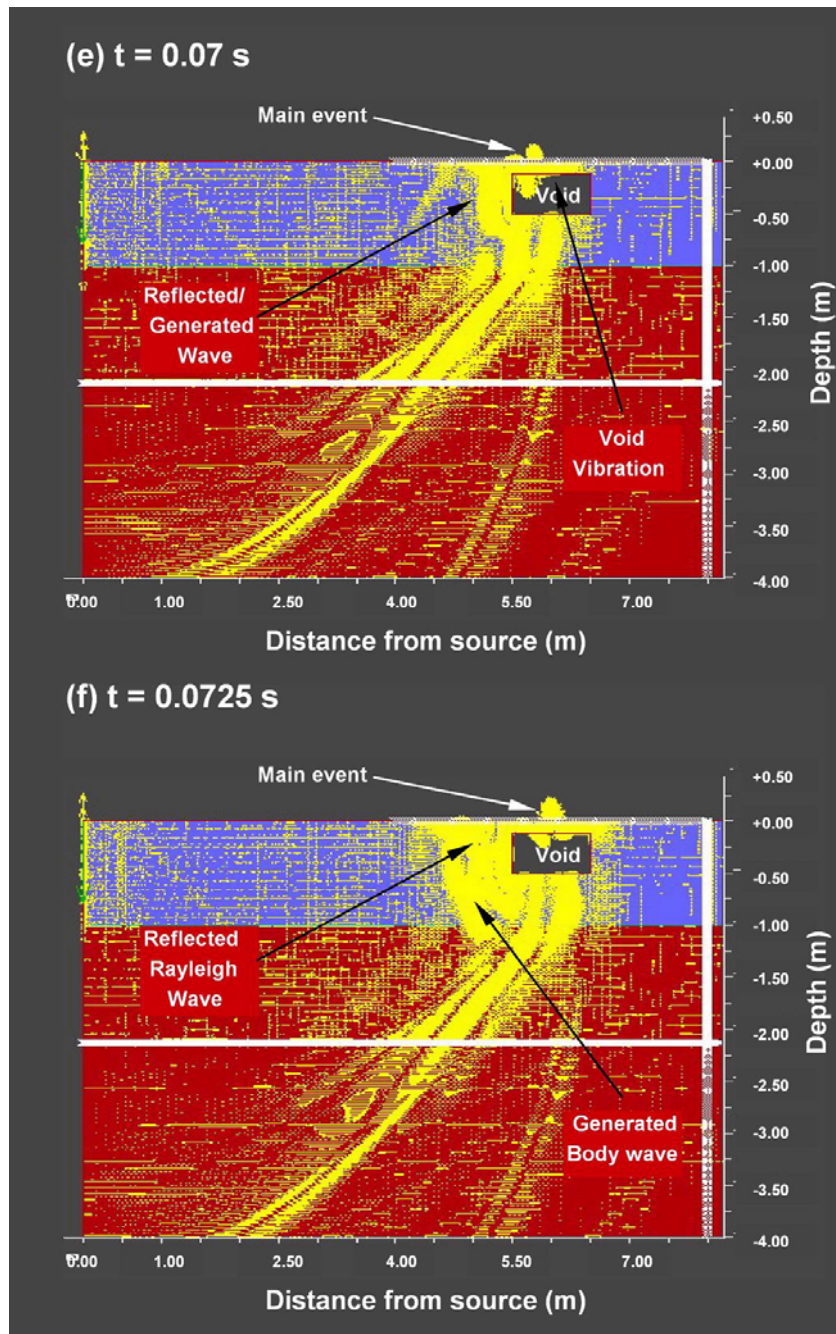 (e) t = 0.07 s
Main event
+0.50
+0.00
Void
-0.50
-1.00
Reflected/
Generated
Wave
-1.50
-2.00
Void
Vibration
-2.50
-3.00
-3.50
-4.00
Depth (m)
0.00 1.00 2.50 4.00 5.50 7.00
Distance from source (m)
(f) t = 0.0725 s
Main event
+0.50
+0.00
Void
-0.50
-1.00
Reflected
Rayleigh
Wave
-1.50
-2.00
-2.50
Generated
Body wave
-3.00
-3.50
-4.00
Depth (m)
0.00 1.00 2.50 4.00 5.50 7.00
Distance from source (m)